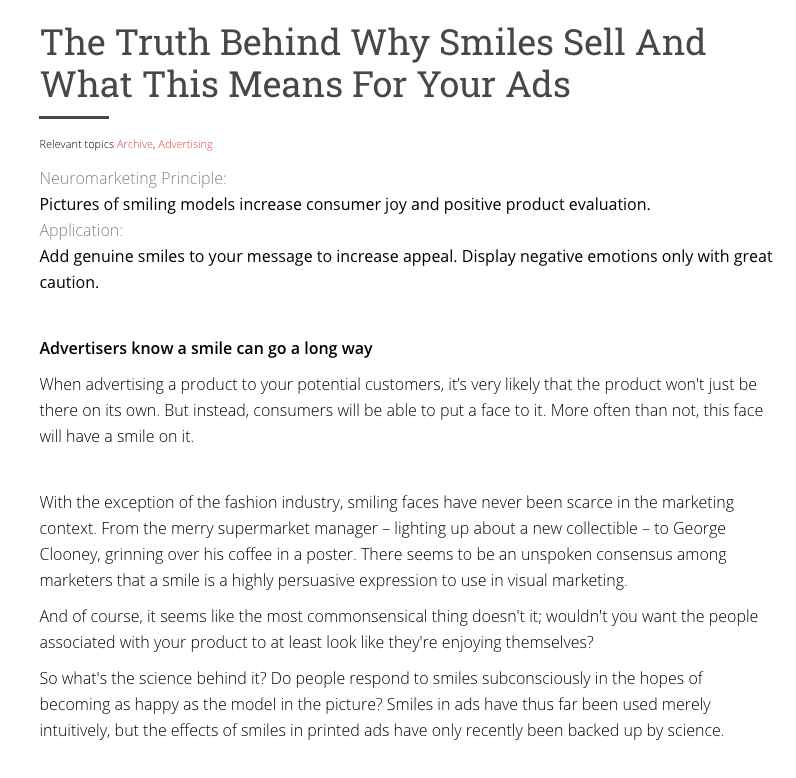 The Truth Behind Why Smiles Sell And
What This Means For Your Ads
Relevant topics Archive, Advertising
Neuromarketing Principle:
Pictures of smiling models increase consumer joy and positive product evaluation.
Application:
Add genuine smiles to your message to increase appeal. Display negative emotions only with great
caution.
Advertisers know a smile can go a long way
When advertising a product to your potential customers, it’s very likely that the product won't just be
there on its own. But instead, consumers will be able to put a face to it. More often than not, this face
will have a smile on it.
With the exception of the fashion industry, smiling faces have never been scarce in the marketing
context. From the merry supermarket manager – lighting up about a new collectible – to George
Clooney, grinning over his coffee in a poster. There seems to be an unspoken consensus among
marketers that a smile is a highly persuasive expression to use in visual marketing.
And of course, it seems like the most commonsensical thing doesn't it; wouldn't you want the people
associated with your product to at least look like they're enjoying themselves?
So what's the science behind it? Do people respond to smiles subconsciously in the hopes of
becoming as happy as the model in the picture? Smiles in ads have thus far been used merely
intuitively, but the effects of smiles in printed ads have only recently been backed up by science.